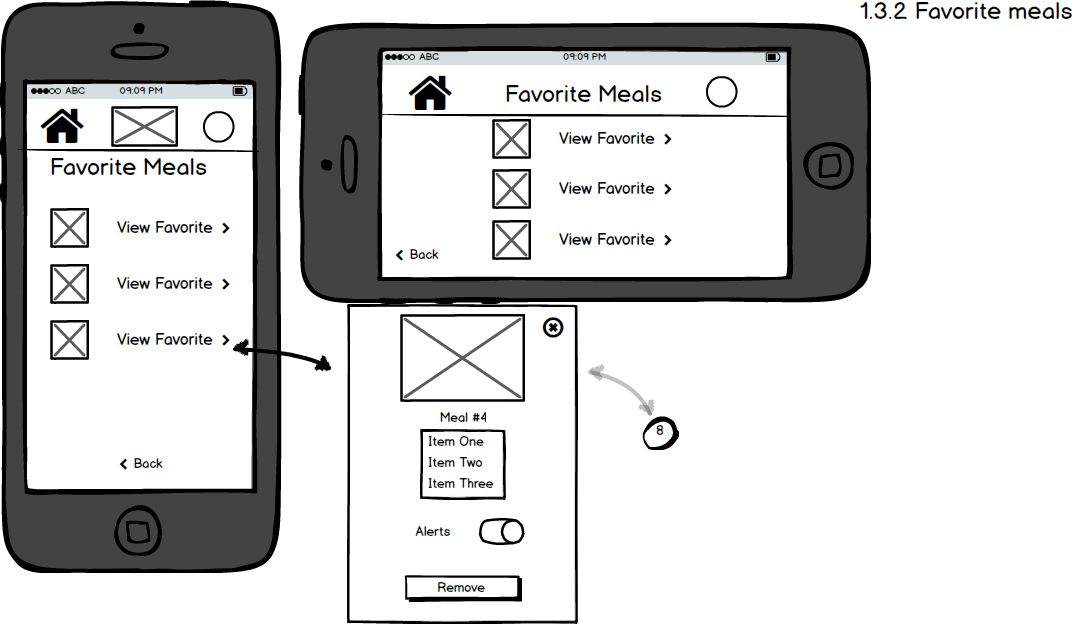 1.3.2 Favorite meals
ABC 09:09 PM
Favorite Meals
View Favorite
View Favorite
View Favorite
Back
ABC 09:09 PM
Favorite Meals
View Favorite
View Favorite
View Favorite
Back
Meal #4
Item One
Item Two
Item Three
Alerts
Remove
8